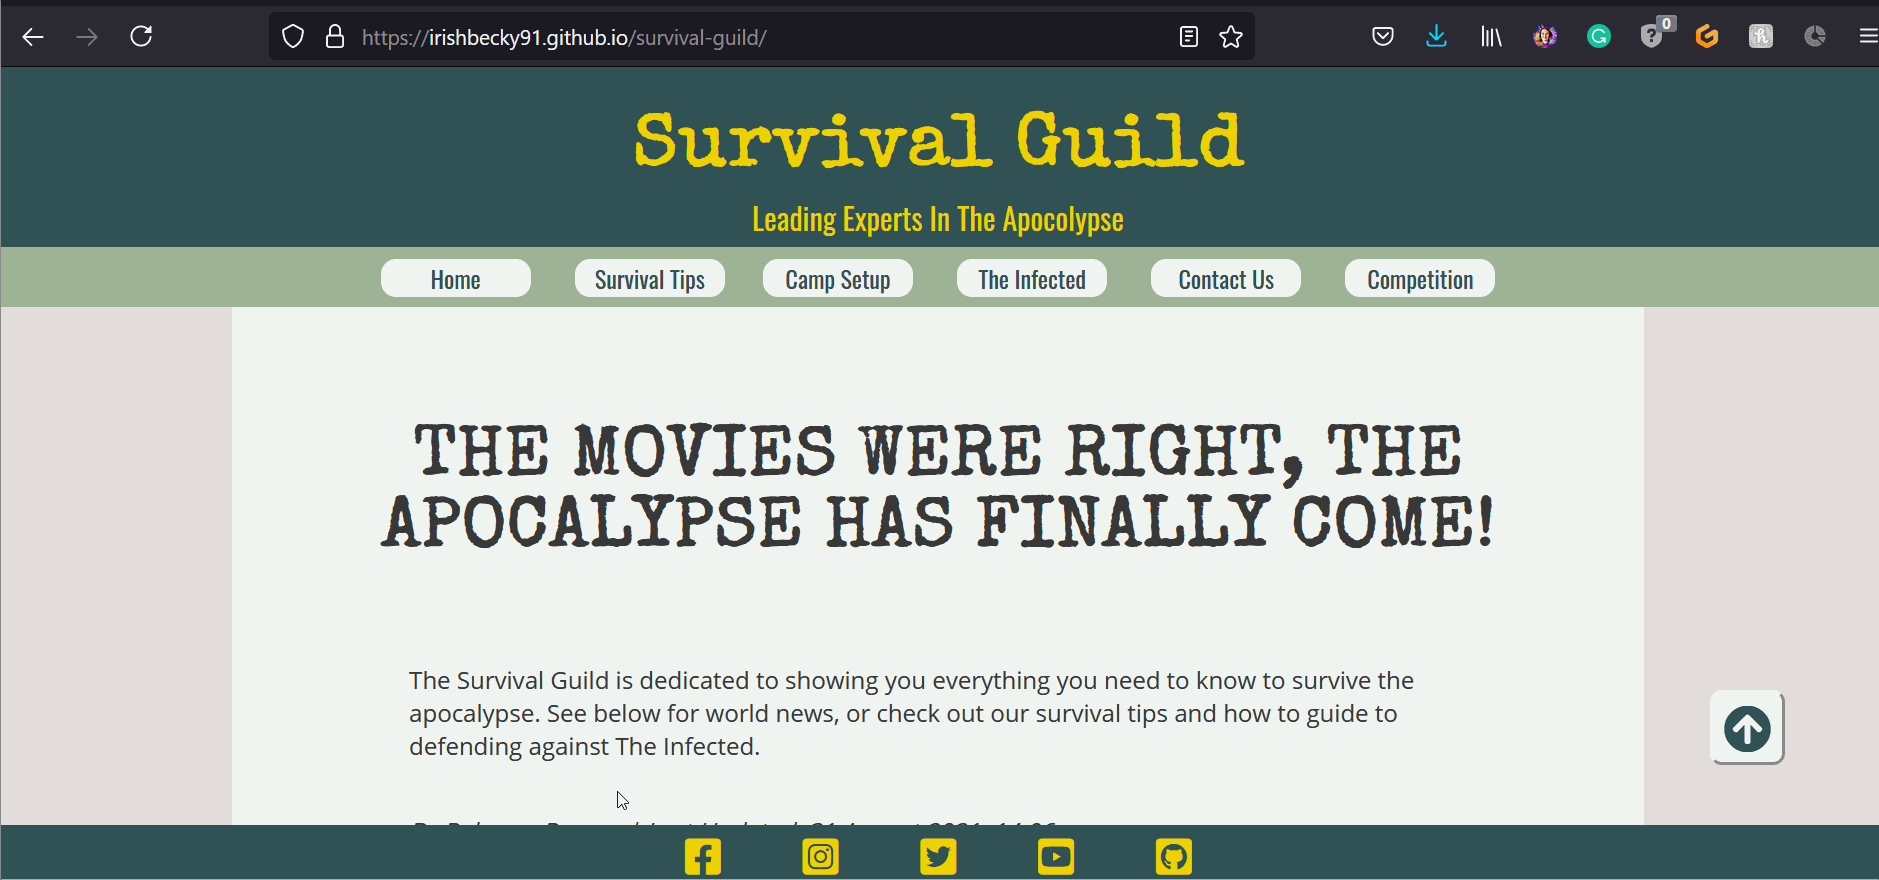 https://irishbecky91.github.io/survival-guild/
0
Survival Guild
Leading Experts In The Apocolypse
Home Survival Tips Camp Setup The Infected Contact Us Competition
THE MOVIES WERE RIGHT, THE
APOCALYPSE HAS FINALLY COME!
The Survival Guild is dedicated to showing you everything you need to know to survive the
apocalypse. See below for world news, or check out our survival tips and how to guide to
defending against The Infected.